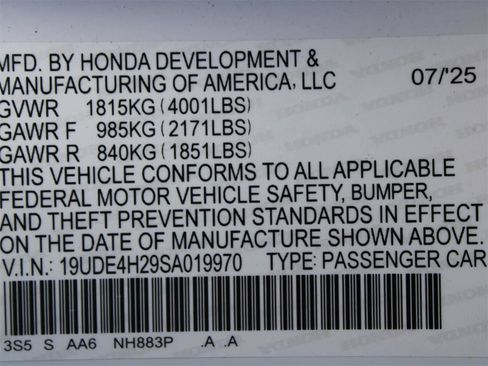 MFD. BY HONDA DEVELOPMENT &
MANUFACTURING OF AMERICA, LLC 07/'25
GVWR 1815KG (4001LBS)
GAWR F 985KG (2171LBS)
GAWR R 840KG (1851LBS)
THIS VEHICLE CONFORMS TO ALL APPLICABLE
FEDERAL MOTOR VEHICLE SAFETY, BUMPER,
AND THEFT PREVENTION STANDARDS IN EFFECT
ON THE DATE OF MANUFACTURE SHOWN ABOVE.
V.I.N.: 19UDE4H29SA019970 TYPE: PASSENGER CAR
3S5 S AA6 NH883P .A .A